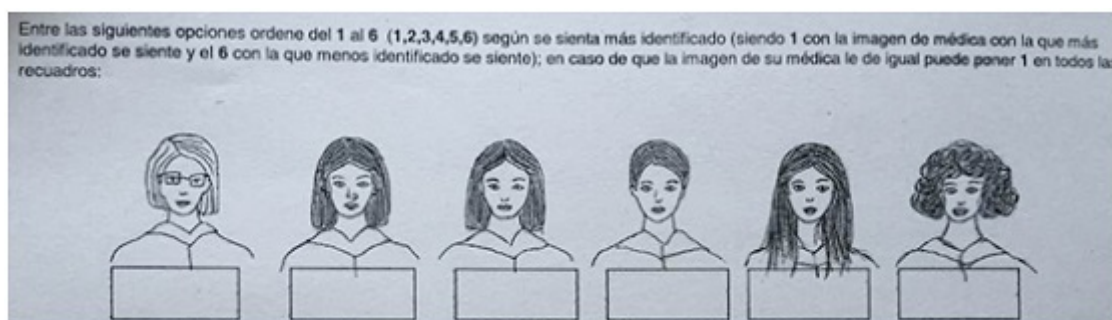 Entre las siguientes opciones ordene del 1 al 6 (1,2,3,4,5,6) según se sienta más identificado (siendo 1 con la imagen de médica con la que más
identificado se siente y el 6 con la que menos identificado se siente); en caso de que la imagen de su médica le de igual puede poner 1 en todos las
recuadros: